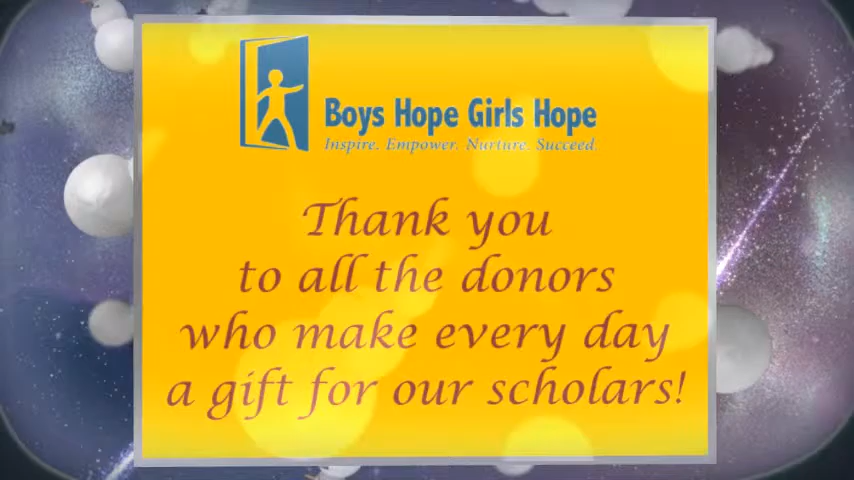 Boys Hope Girls Hope
Inspire. Empower. Nurture. Succeed.
Thank you
to all the donors
who make every day
a gift for our scholars!